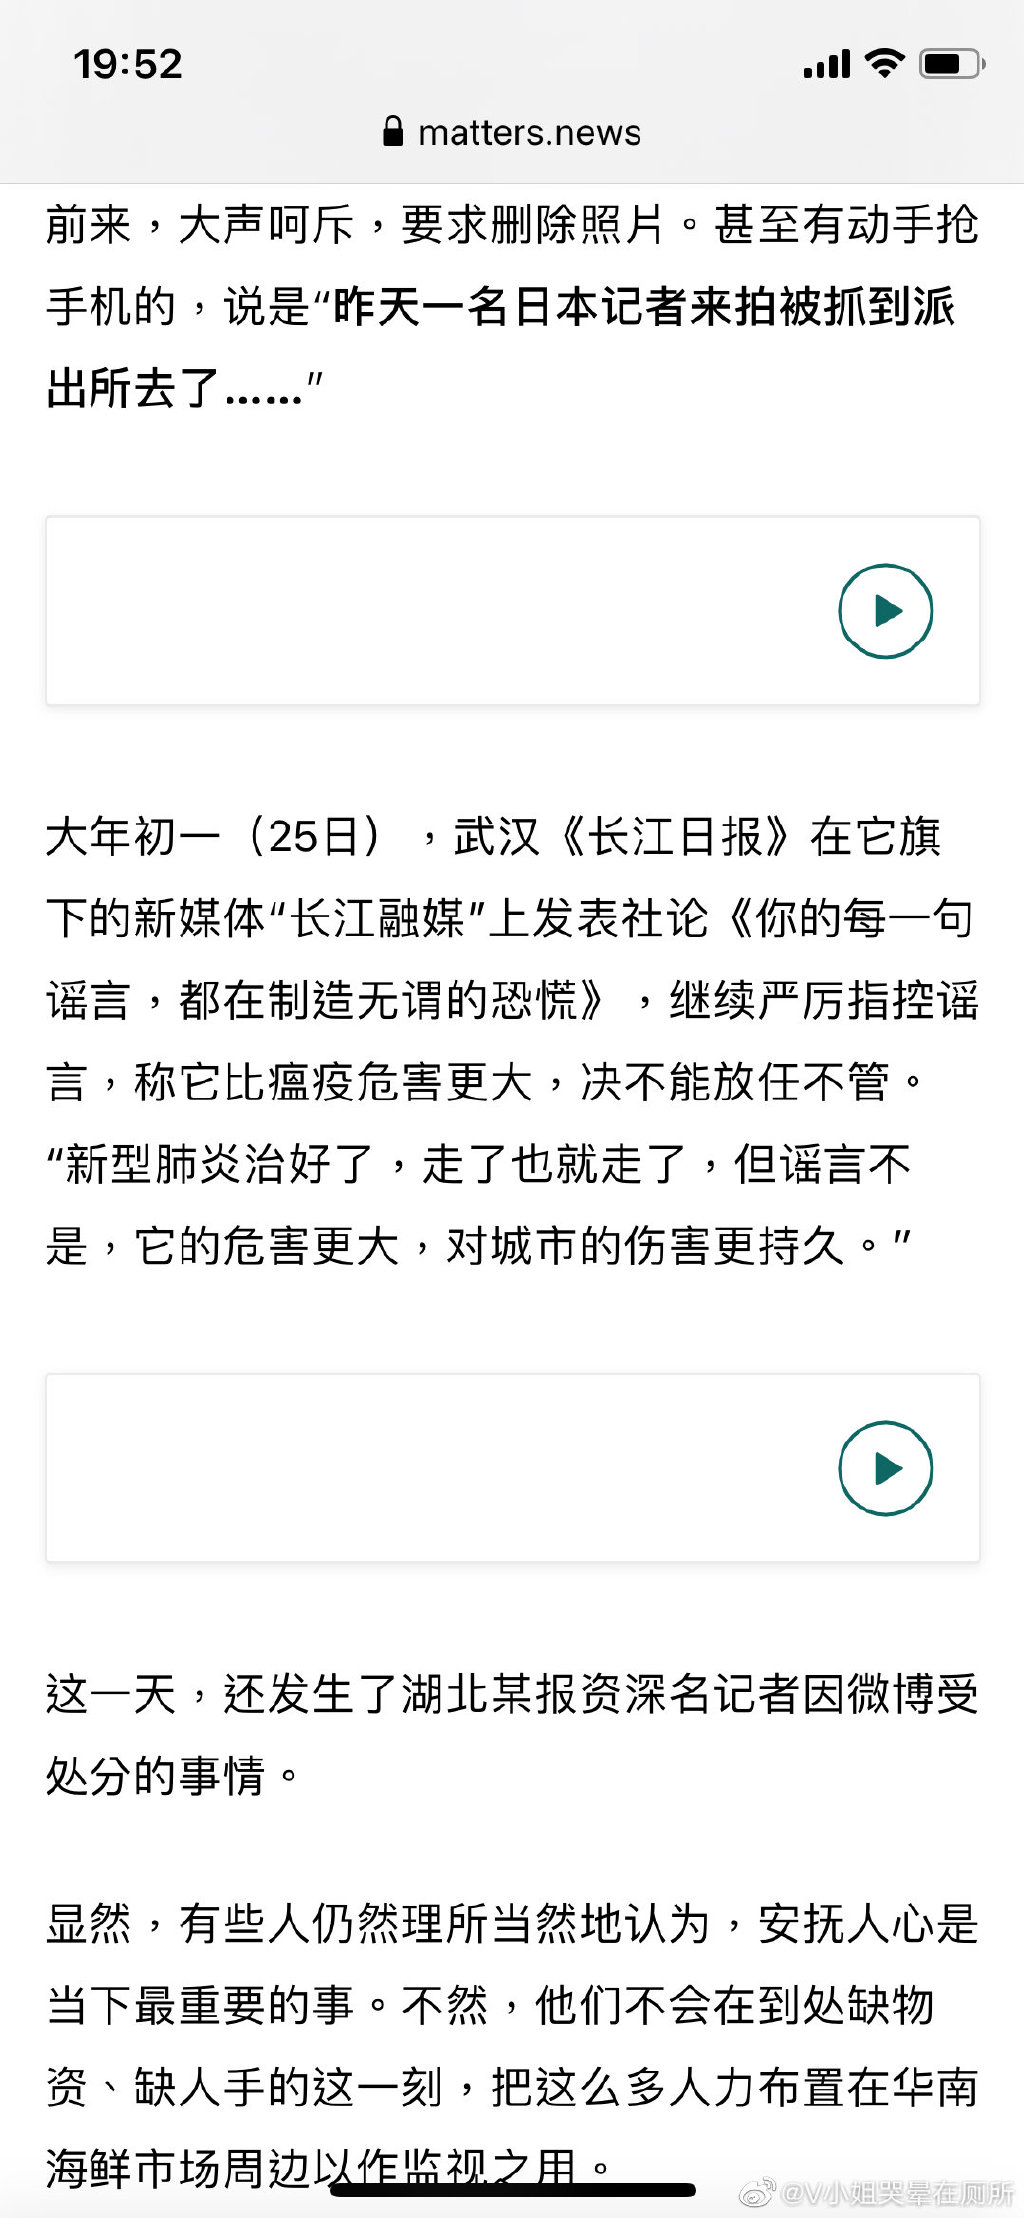 19:52
matters.news
前来，大声呵斥，要求删除照片。甚至有动手抢
手机的，说是“昨天一名日本记者来拍被抓到派
出所去了……”
大年初一（25日），武汉《长江日报》在它旗
下的新媒体“长江融媒”上发表社论《你的每一句
谣言，都在制造无谓的恐慌》，继续严厉指控谣
言，称它比瘟疫危害更大，决不能放任不管。
“新型肺炎治好了，走了也就走了，但谣言不
是，它的危害更大，对城市的伤害更持久。”
这一天，还发生了湖北某报资深名记者因微博受
处分的事情。
显然，有些人仍然理所当然地认为，安抚人心是
当下最重要的事。不然，他们不会在到处缺物
资、缺人手的这一刻，把这么多人力布置在华南
海鲜市场周边以作监视之用。
@V小姐哭晕在厕所